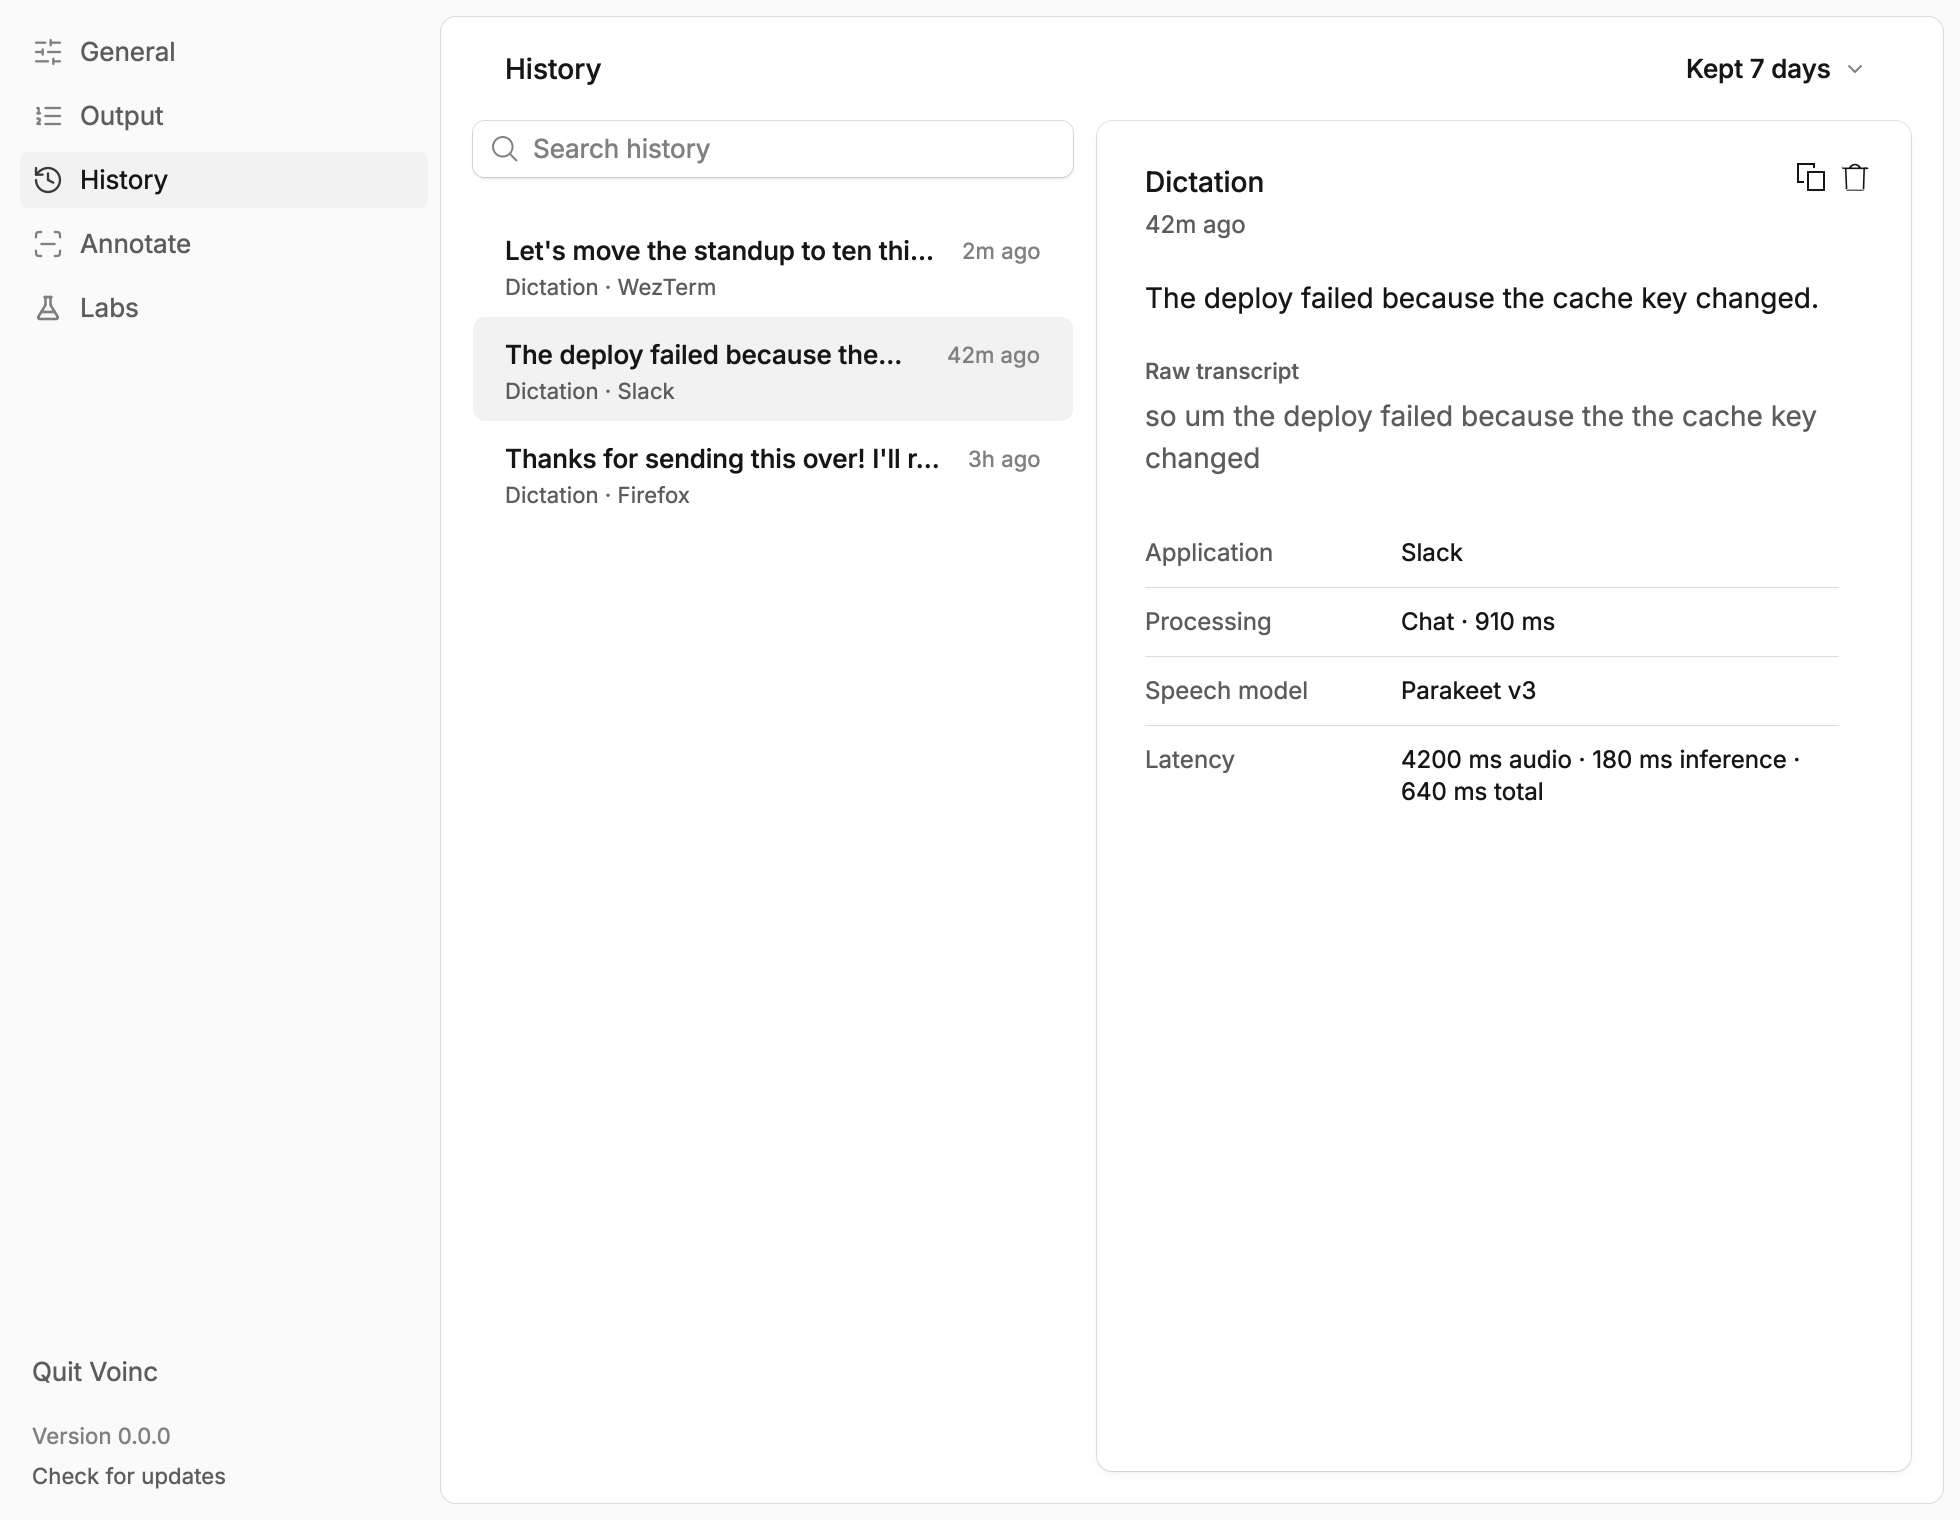 General
Output
History
Annotate
Labs
Quit Voinc
Version 0.0.0
Check for updates
History
Kept 7 days
Search history
Let's move the standup to ten thi... 2m ago
Dictation · WezTerm
The deploy failed because the... 42m ago
Dictation · Slack
Thanks for sending this over! I'll r... 3h ago
Dictation · Firefox
Dictation
42m ago
The deploy failed because the cache key changed.
Raw transcript
so um the deploy failed because the the cache key
changed
Application Slack
Processing Chat · 910 ms
Speech model Parakeet v3
Latency 4200 ms audio · 180 ms inference ·
640 ms total